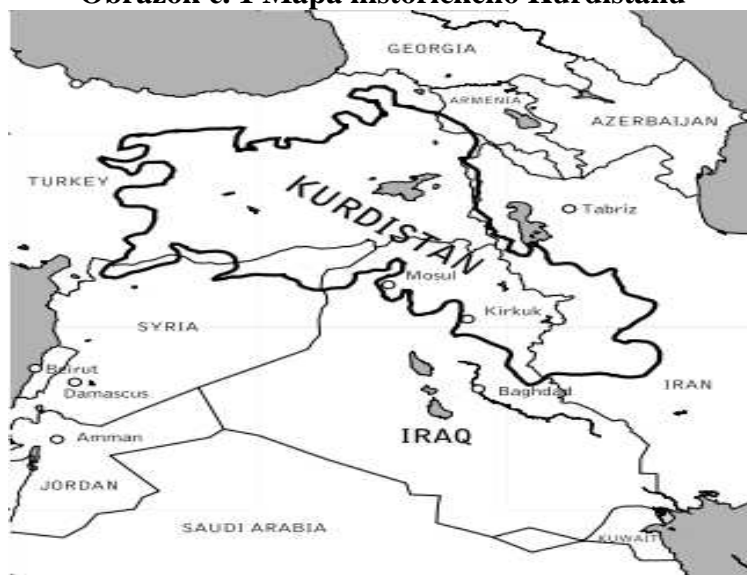 Obrázok č. 1 Mapa historického Kurdistanu
GEORGIA
ARMENIA
AZERBAIJAN
TURKEY
KURDISTAN
Tabriz
Mosul
Kirkuk
SYRIA
Beirut
Damascus
Baghdad
IRAN
Amman
IRAQ
JORDAN
SAUDI ARABIA
KUWAIT